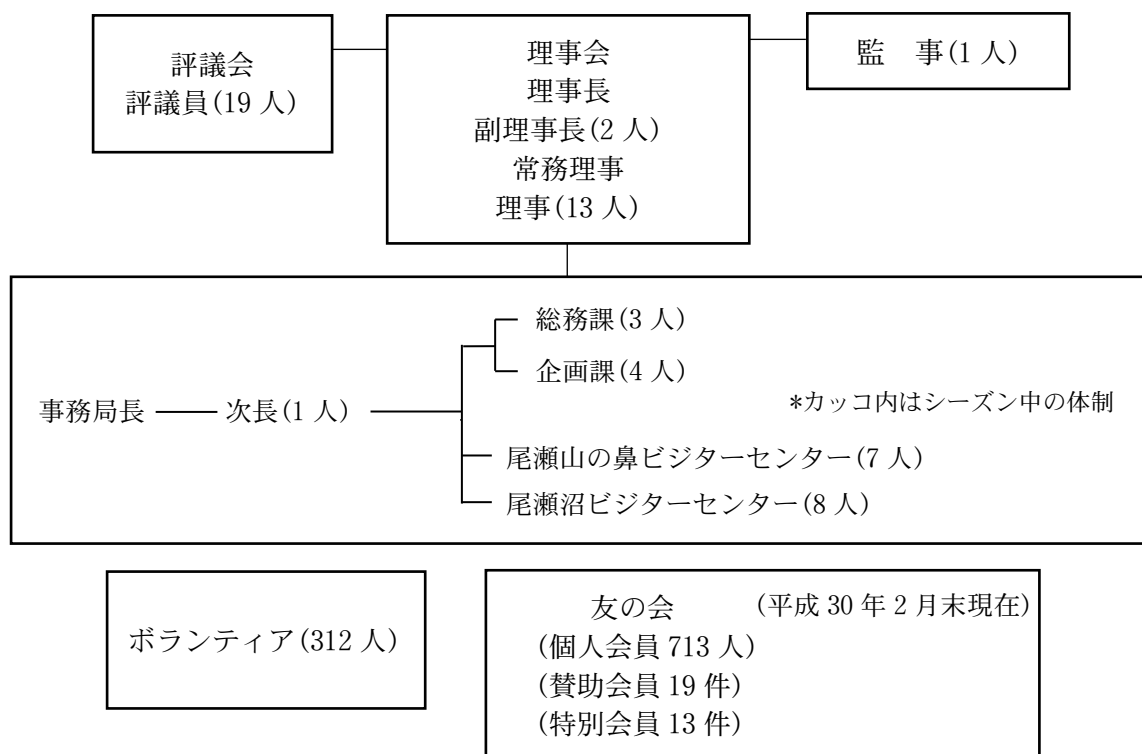 評議会
評議員(19 人)
理事会
理事長
副理事長(2 人)
常務理事
理事(13 人)
監　事(1 人)
総務課(3 人)
企画課(4 人)
事務局長
次長(1 人)
*カッコ内はシーズン中の体制
尾瀬山の鼻ビジターセンター(7 人)
尾瀬沼ビジターセンター(8 人)
ボランティア(312 人)
友の会　(平成 30 年 2 月末現在)
(個人会員 713 人)
(賛助会員 19 件)
(特別会員 13 件)